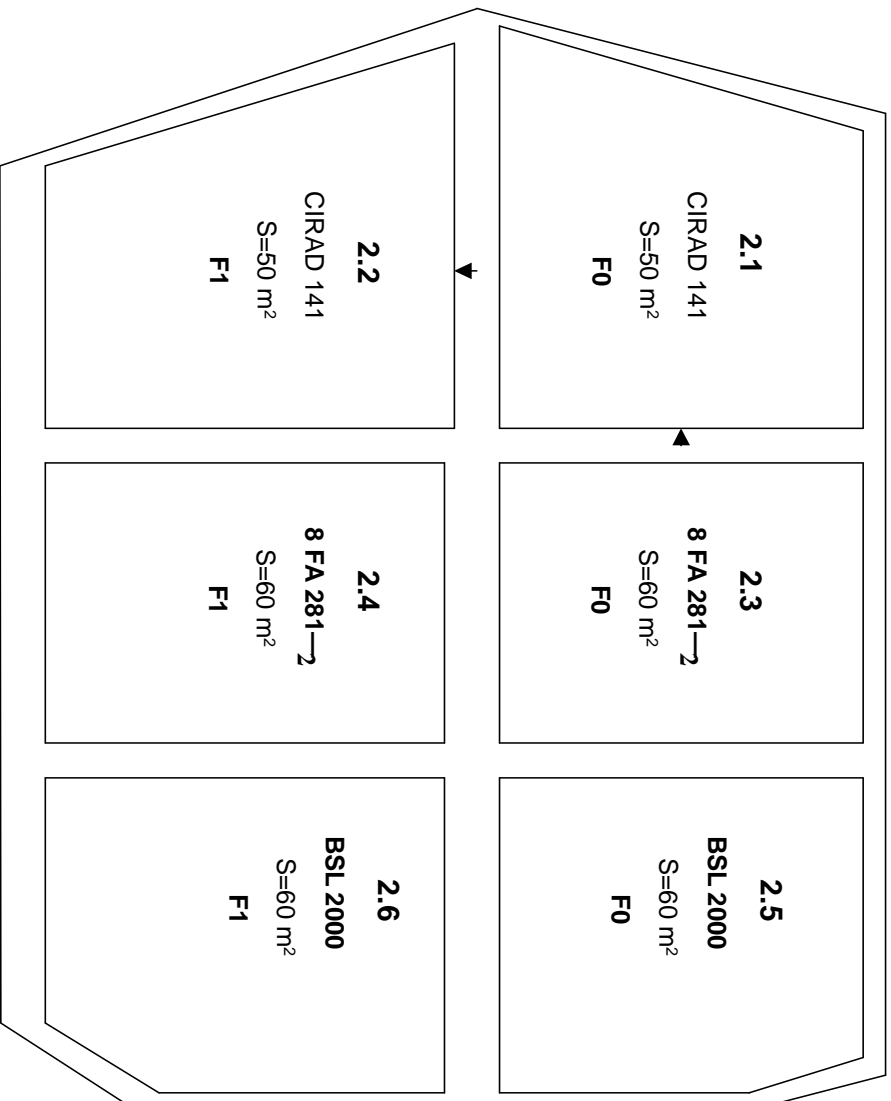 2.1
CIRAD 141
S=50 m²
F0
2.3
8 FA 281—2
S=60 m²
F0
2.5
BSL 2000
S=60 m²
F0
2.2
CIRAD 141
S=50 m²
F1
2.4
8 FA 281—2
S=60 m²
F1
2.6
BSL 2000
S=60 m²
F1